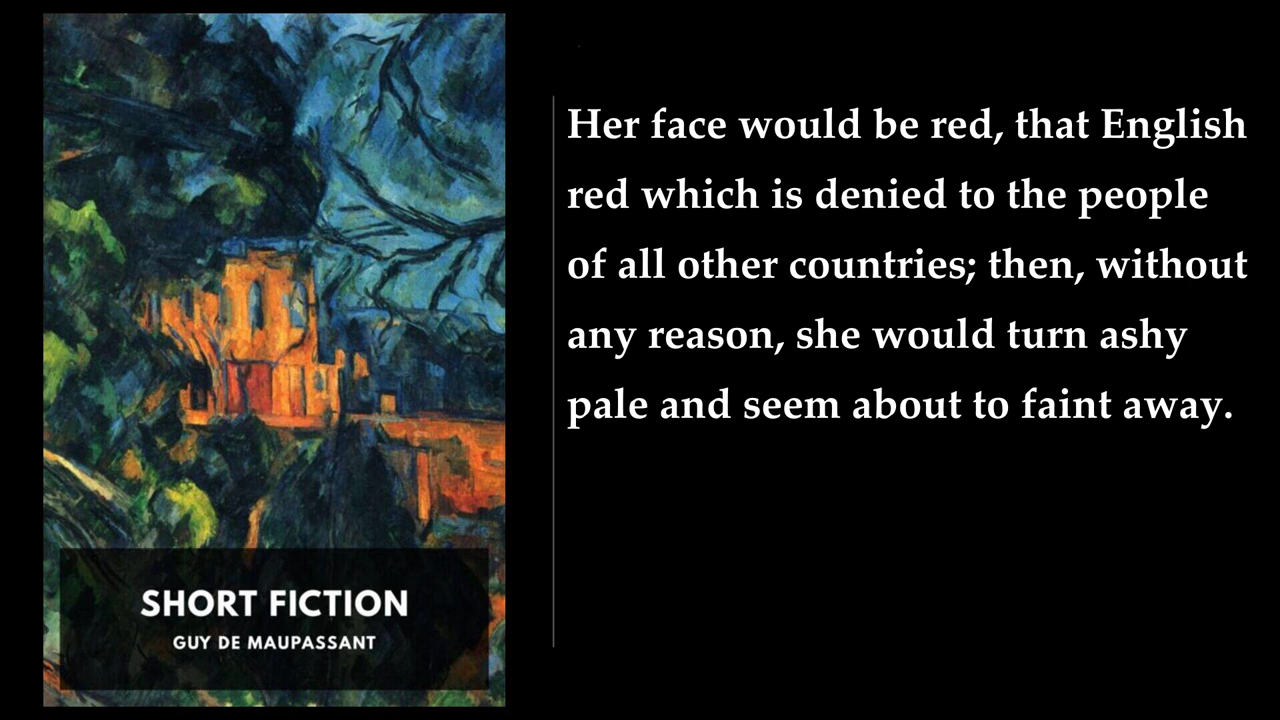 SHORT FICTION
GUY DE MAUPASSANT
Her face would be red, that English
red which is denied to the people
of all other countries; then, without
any reason, she would turn ashy
pale and seem about to faint away.